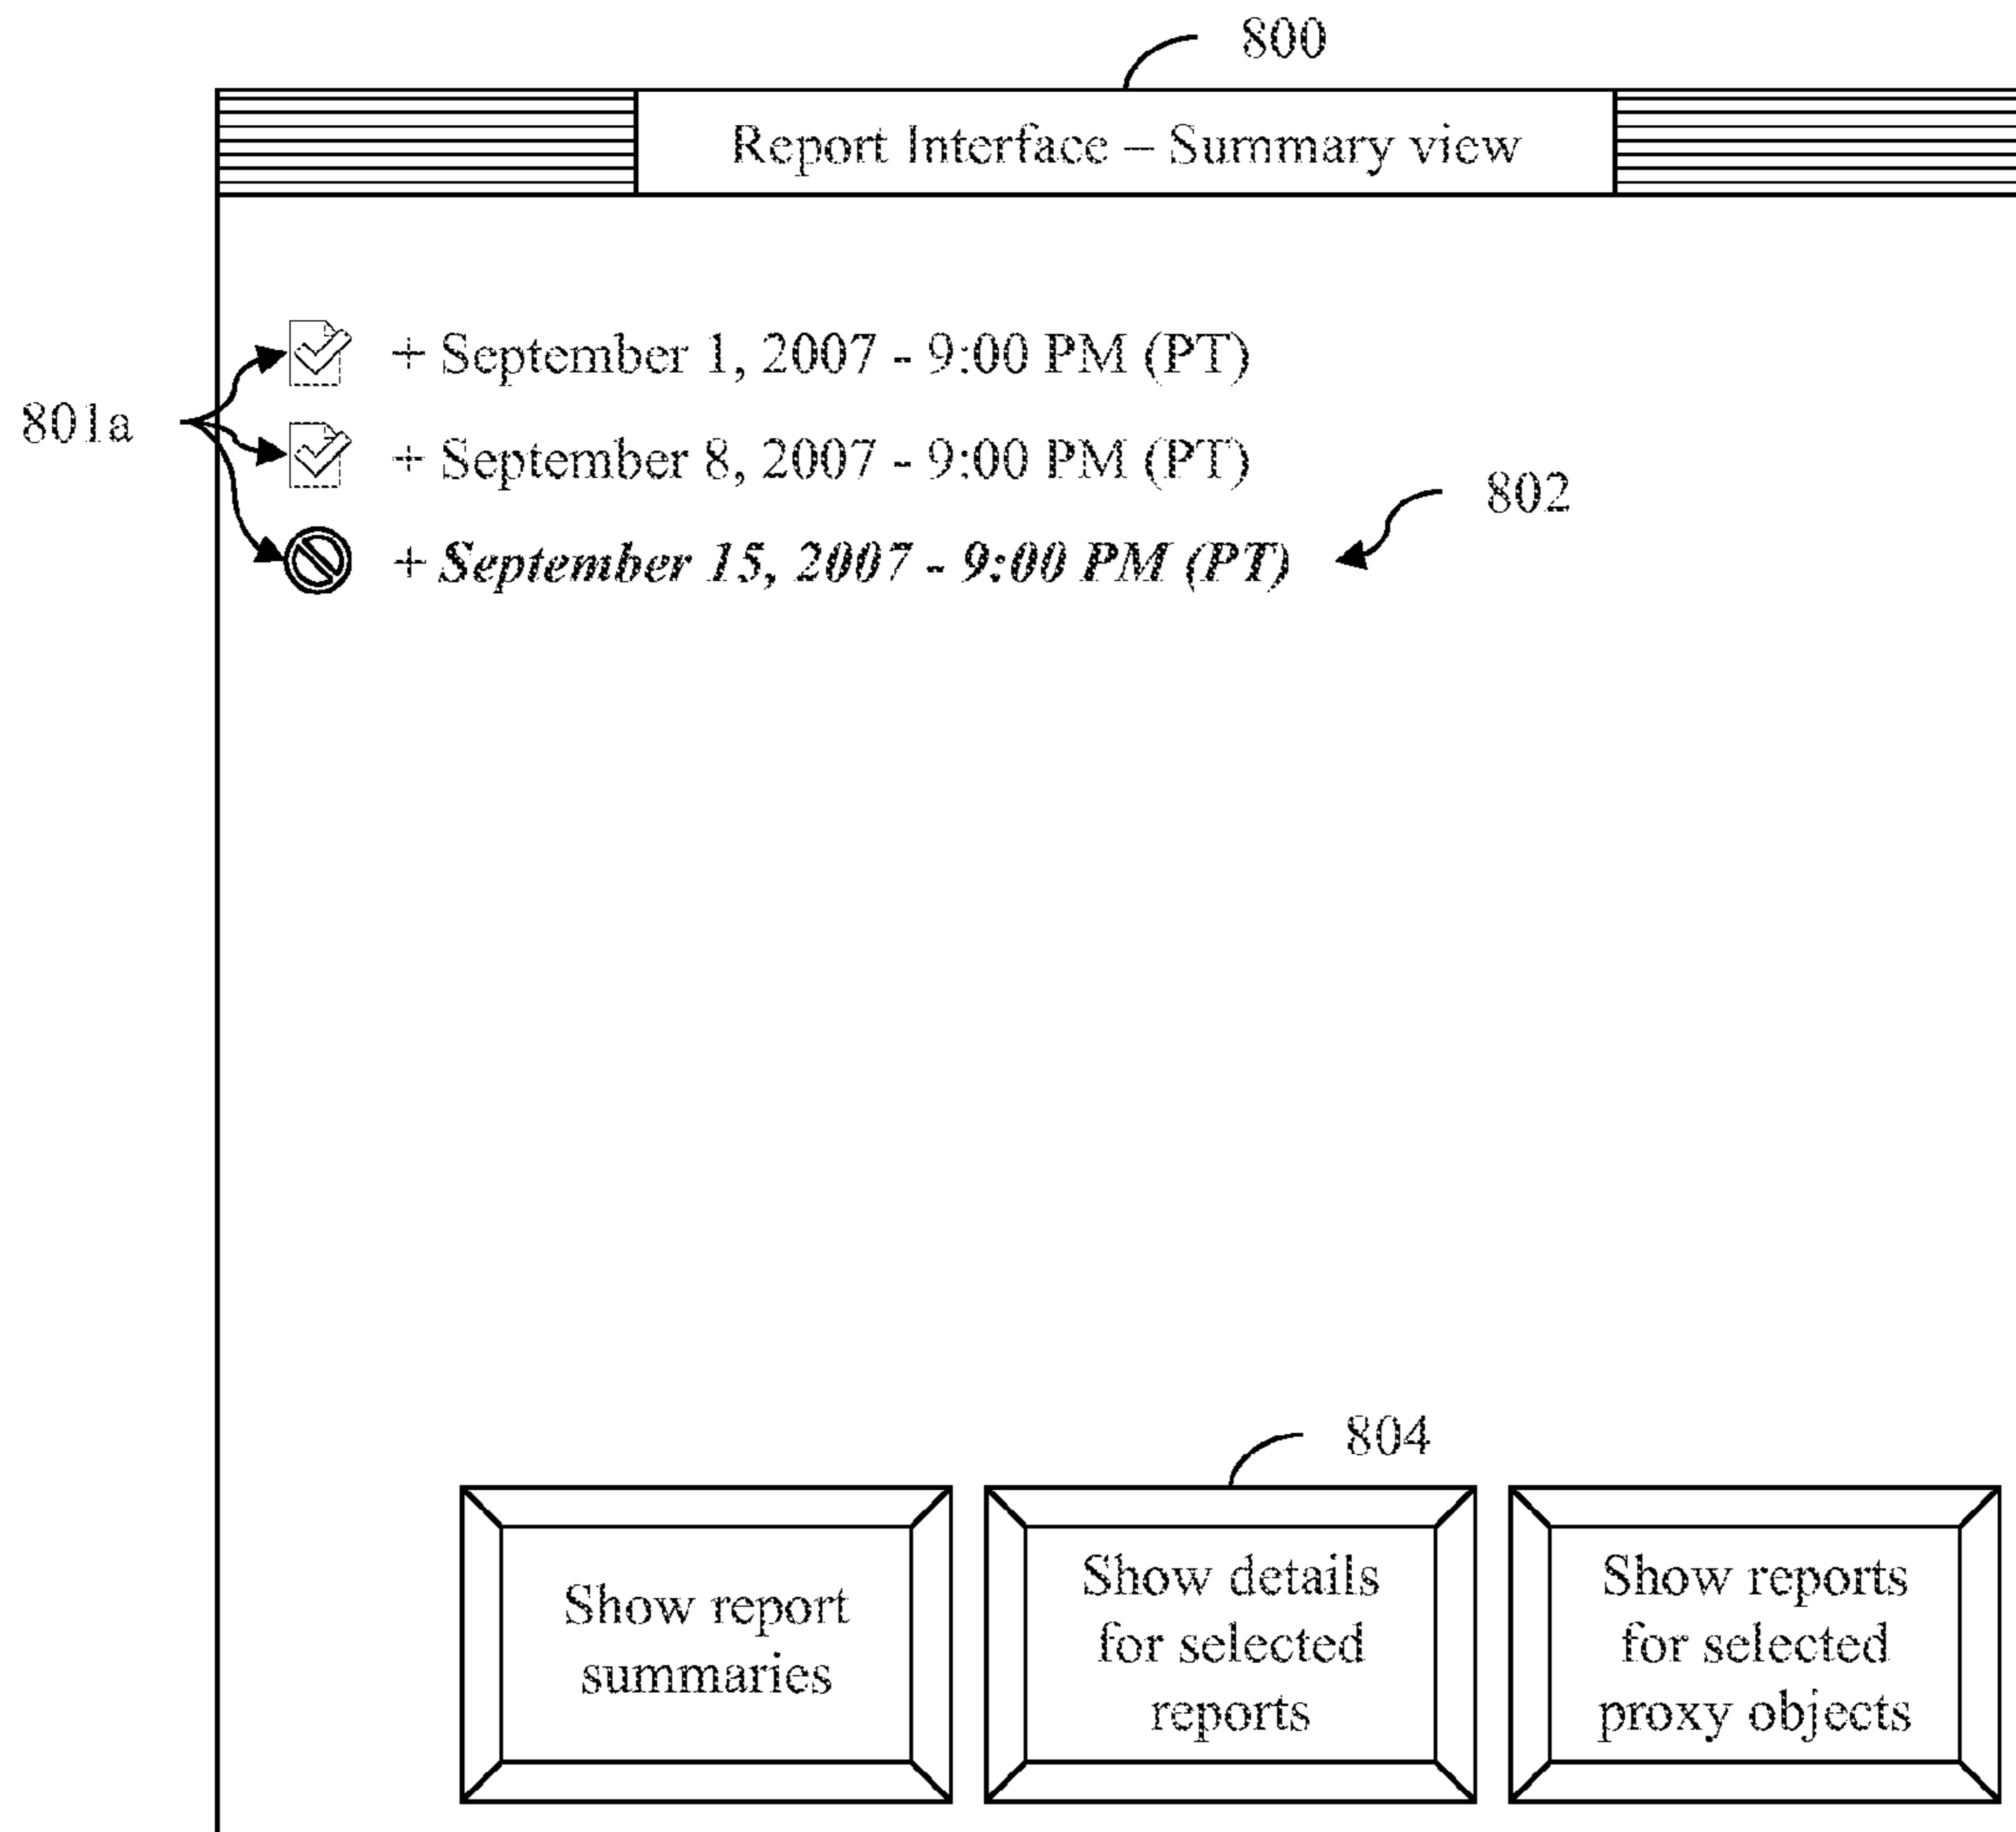 800
Report Interface – Summary view
+ September 1, 2007 - 9:00 PM (PT)
801a
+ September 8, 2007 - 9:00 PM (PT)
802
+ September 15, 2007 - 9:00 PM (PT)
804
Show report
summaries
Show details
for selected
reports
Show reports
for selected
proxy objects